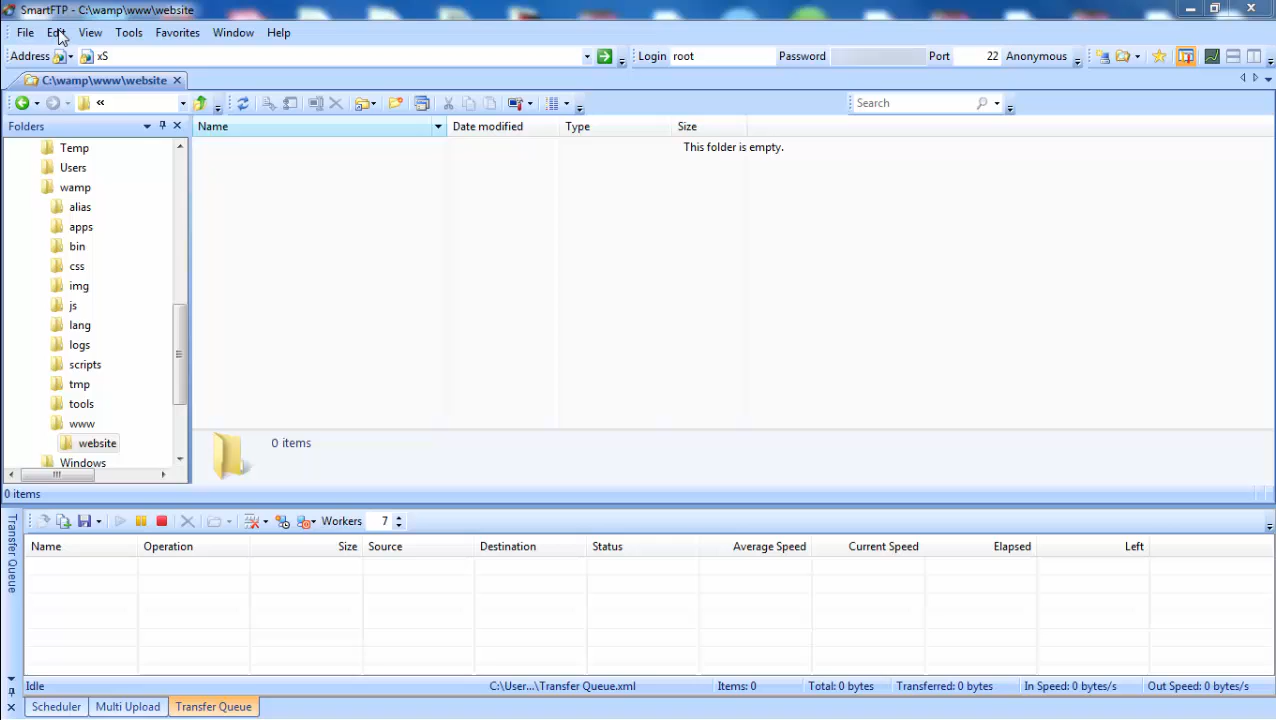 SmartFTP - C:\wamp\www\website
File Edit View Tools Favorites Window Help
Address xS Login root Password Port 22 Anonymous
C:\wamp\www\website
« Search
Folders Name Date modified Type Size
This folder is empty.
Temp
Users
wamp
alias
apps
bin
css
img
js
lang
logs
scripts
tmp
tools
www
website
Windows
0 items
0 items
Workers 7
Transfer Queue
Name Operation Size Source Destination Status Average Speed Current Speed Elapsed Left
Idle C:\User...\Transfer Queue.xml Items: 0 Total: 0 bytes Transferred: 0 bytes In Speed: 0 bytes/s Out Speed: 0 bytes/s
Scheduler Multi Upload Transfer Queue